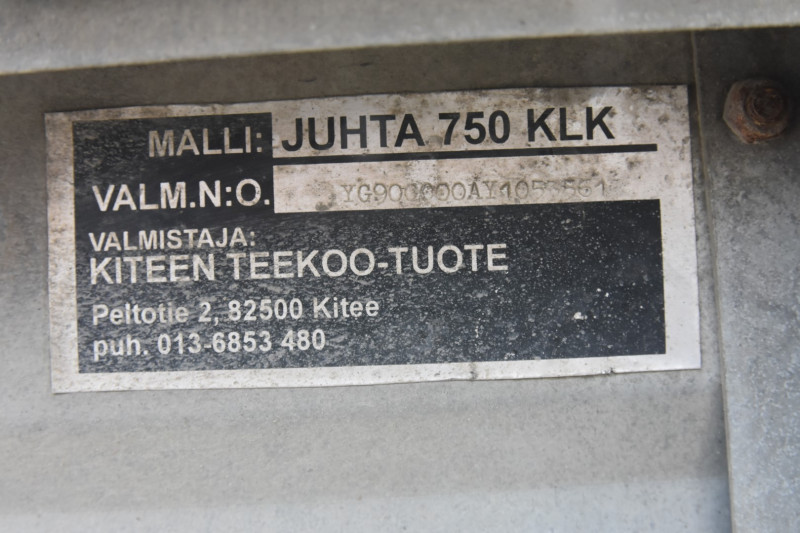 MALLI: JUHTA 750 KLK
VALM.N:O.
VALMISTAJA:
KITEEN TEEKOO-TUOTE
Peltotie 2, 82500 Kitee
puh. 013-6853 480